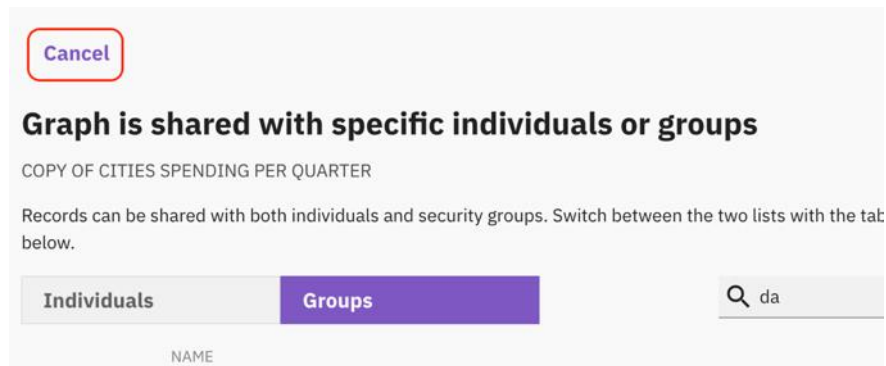 Cancel
Graph is shared with specific individuals or groups
COPY OF CITIES SPENDING PER QUARTER
Records can be shared with both individuals and security groups. Switch between the two lists with the tab
below.
Individuals
Groups
da
NAME